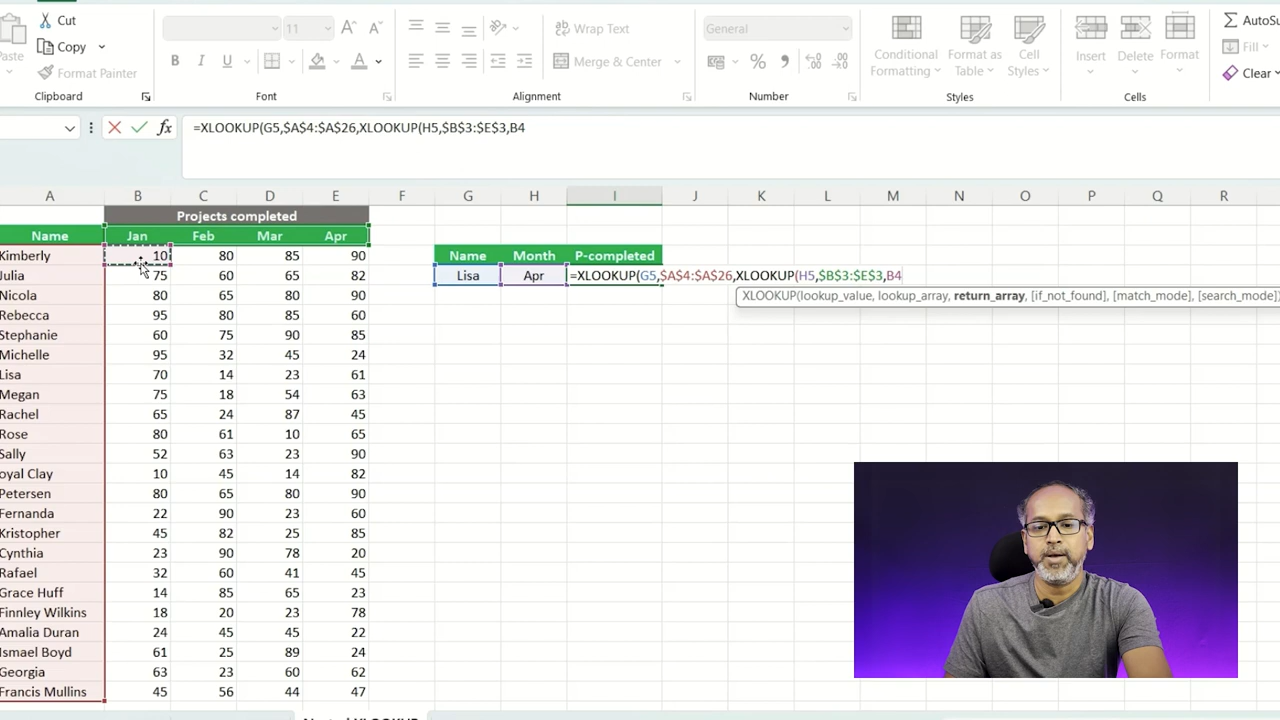 Cut
Copy
Format Painter
Clipboard
11
B I U
Font
Wrap Text
Merge & Center
Alignment
General
Number
Conditional Formatting
Format as Table
Cell Styles
Styles
Insert
Delete
Format
Cells
Fill
Clear
fx
=XLOOKUP(G5,$A$4:$A$26,XLOOKUP(H5,$B$3:$E$3,B4
A B C D E F G H I J K L M N O P Q R
Projects completed
Name Jan Feb Mar Apr
Kimberly 10 80 85 90 Name Month P-completed
Julia 75 60 65 82 Lisa Apr =XLOOKUP(G5,$A$4:$A$26,XLOOKUP(H5,$B$3:$E$3,B4
XLOOKUP(lookup_value, lookup_array, return_array, [if_not_found], [match_mode], [search_mode])
Nicola 80 65 80 90
Rebecca 95 80 85 60
Stephanie 60 75 90 85
Michelle 95 32 45 24
Lisa 70 14 23 61
Megan 75 18 54 63
Rachel 65 24 87 45
Rose 80 61 10 65
Sally 52 63 23 90
oyal Clay 10 45 14 82
Petersen 80 65 80 90
Fernanda 22 90 23 60
Kristopher 45 82 25 85
Cynthia 23 90 78 20
Rafael 32 60 41 45
Grace Huff 14 85 65 23
Finnley Wilkins 18 20 23 78
Amalia Duran 24 45 45 22
Ismael Boyd 61 25 89 24
Georgia 63 23 60 62
Francis Mullins 45 56 44 47